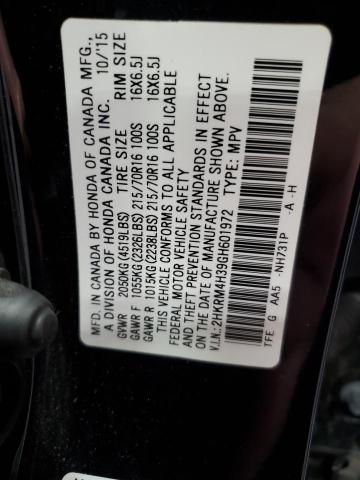 MFD. IN CANADA BY HONDA OF CANADA MFG.,
A DIVISION OF HONDA CANADA INC. 10/'15
TIRE SIZE RIM SIZE
GVWR 2050KG(4519LBS)
GAWR F 1055KG(2326LBS) 215/70R16 100S 16X6.5J
GAWR R 1015KG(2238LBS) 215/70R16 100S 16X6.5J
THIS VEHICLE CONFORMS TO ALL APPLICABLE
FEDERAL MOTOR VEHICLE SAFETY
AND THEFT PREVENTION STANDARDS IN EFFECT
ON THE DATE OF MANUFACTURE SHOWN ABOVE.
V.I.N.: 2HKRM4H39GH601972 TYPE: MPV
TFE G AA5 -NH731P -A -H